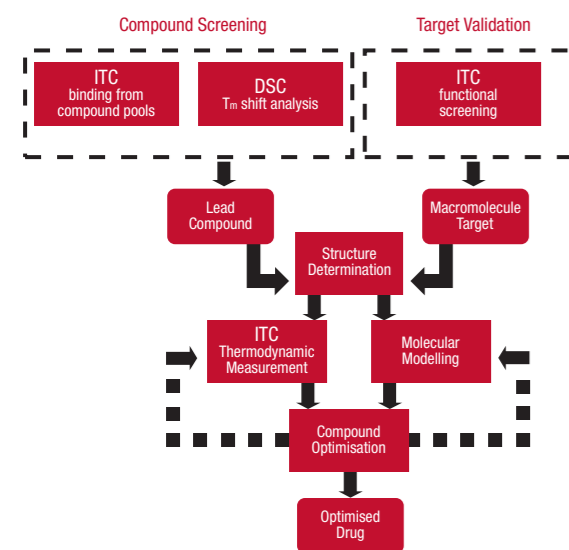 Compound Screening
Target Validation
ITC
binding from
compound pools
DSC
Tm shift analysis
ITC
functional
screening
Lead
Compound
Macromolecule
Target
Structure
Determination
ITC
Thermodynamic
Measurement
Molecular
Modelling
Compound
Optimisation
Optimised
Drug